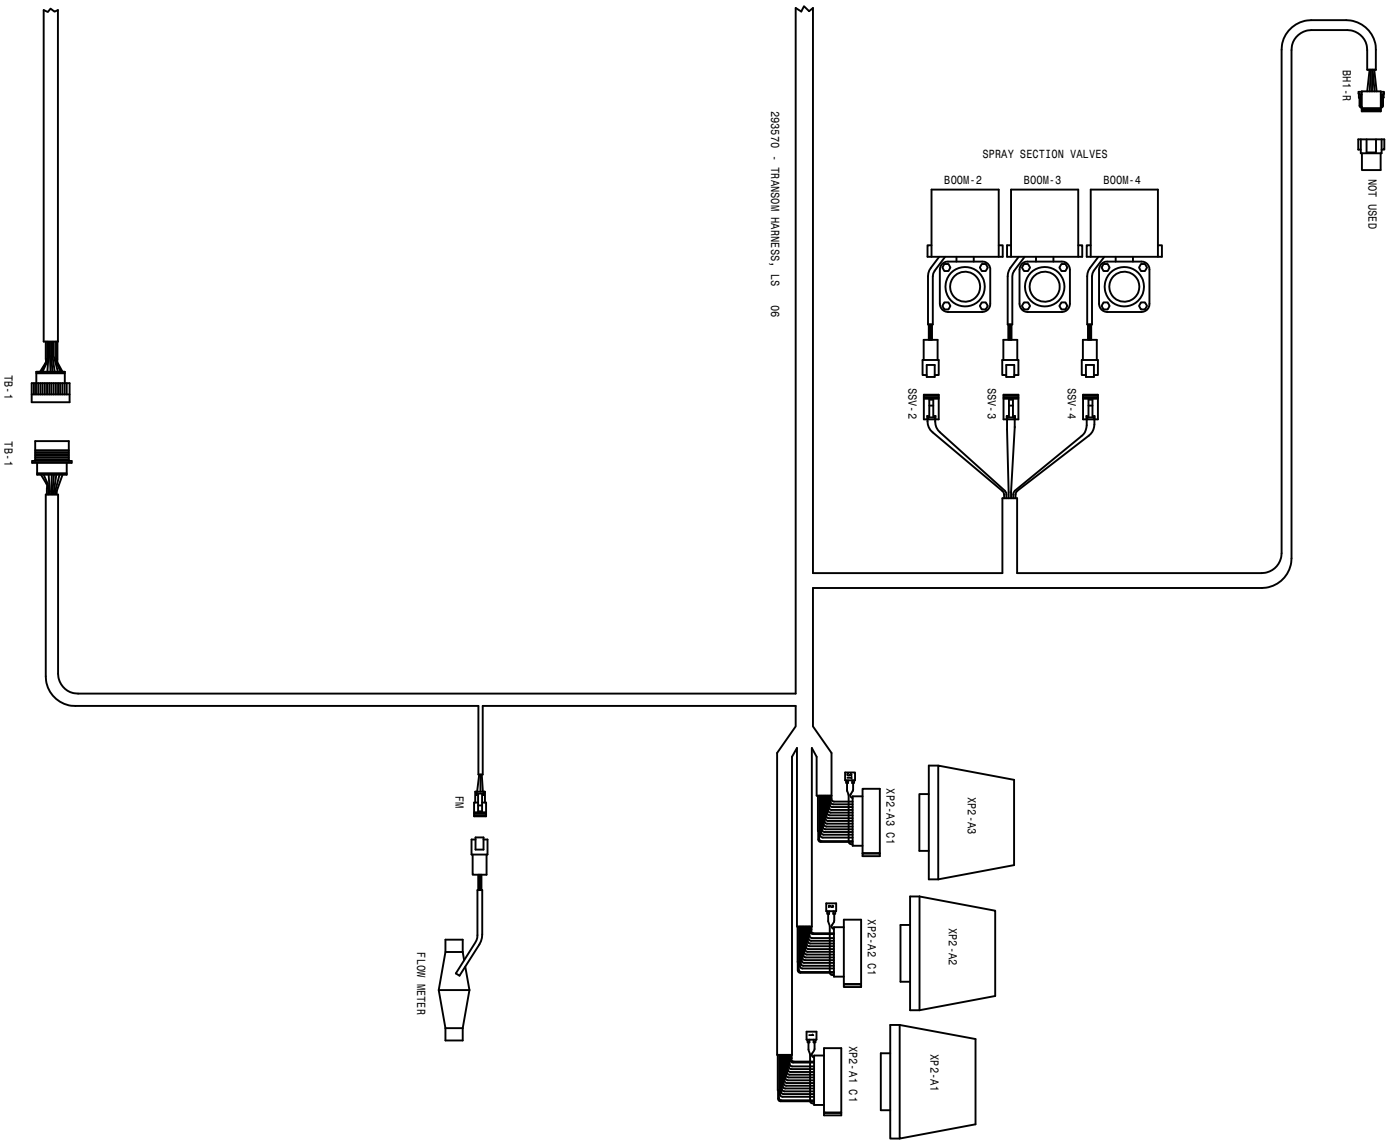 BH1-R
NOT USED
SPRAY SECTION VALVES
BOOM-2
BOOM-3
BOOM-4
293570 - TRANSOM HARNESS, LS 06
SSV-2
SSV-3
SSV-4
TB-1
TB-1
FM
FLOW METER
XP2-A3 C1
XP2-A3
XP2-A2 C1
XP2-A2
XP2-A1 C1
XP2-A1